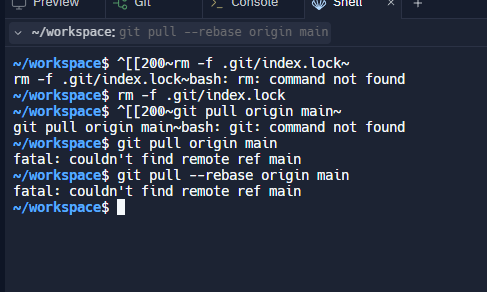 Preview Git Console Shell × +
~/workspace: git pull --rebase origin main
~/workspace$ ^[[200~rm -f .git/index.lock~
rm -f .git/index.lock~bash: rm: command not found
~/workspace$ rm -f .git/index.lock
~/workspace$ ^[[200~git pull origin main~
git pull origin main~bash: git: command not found
~/workspace$ git pull origin main
fatal: couldn't find remote ref main
~/workspace$ git pull --rebase origin main
fatal: couldn't find remote ref main
~/workspace$